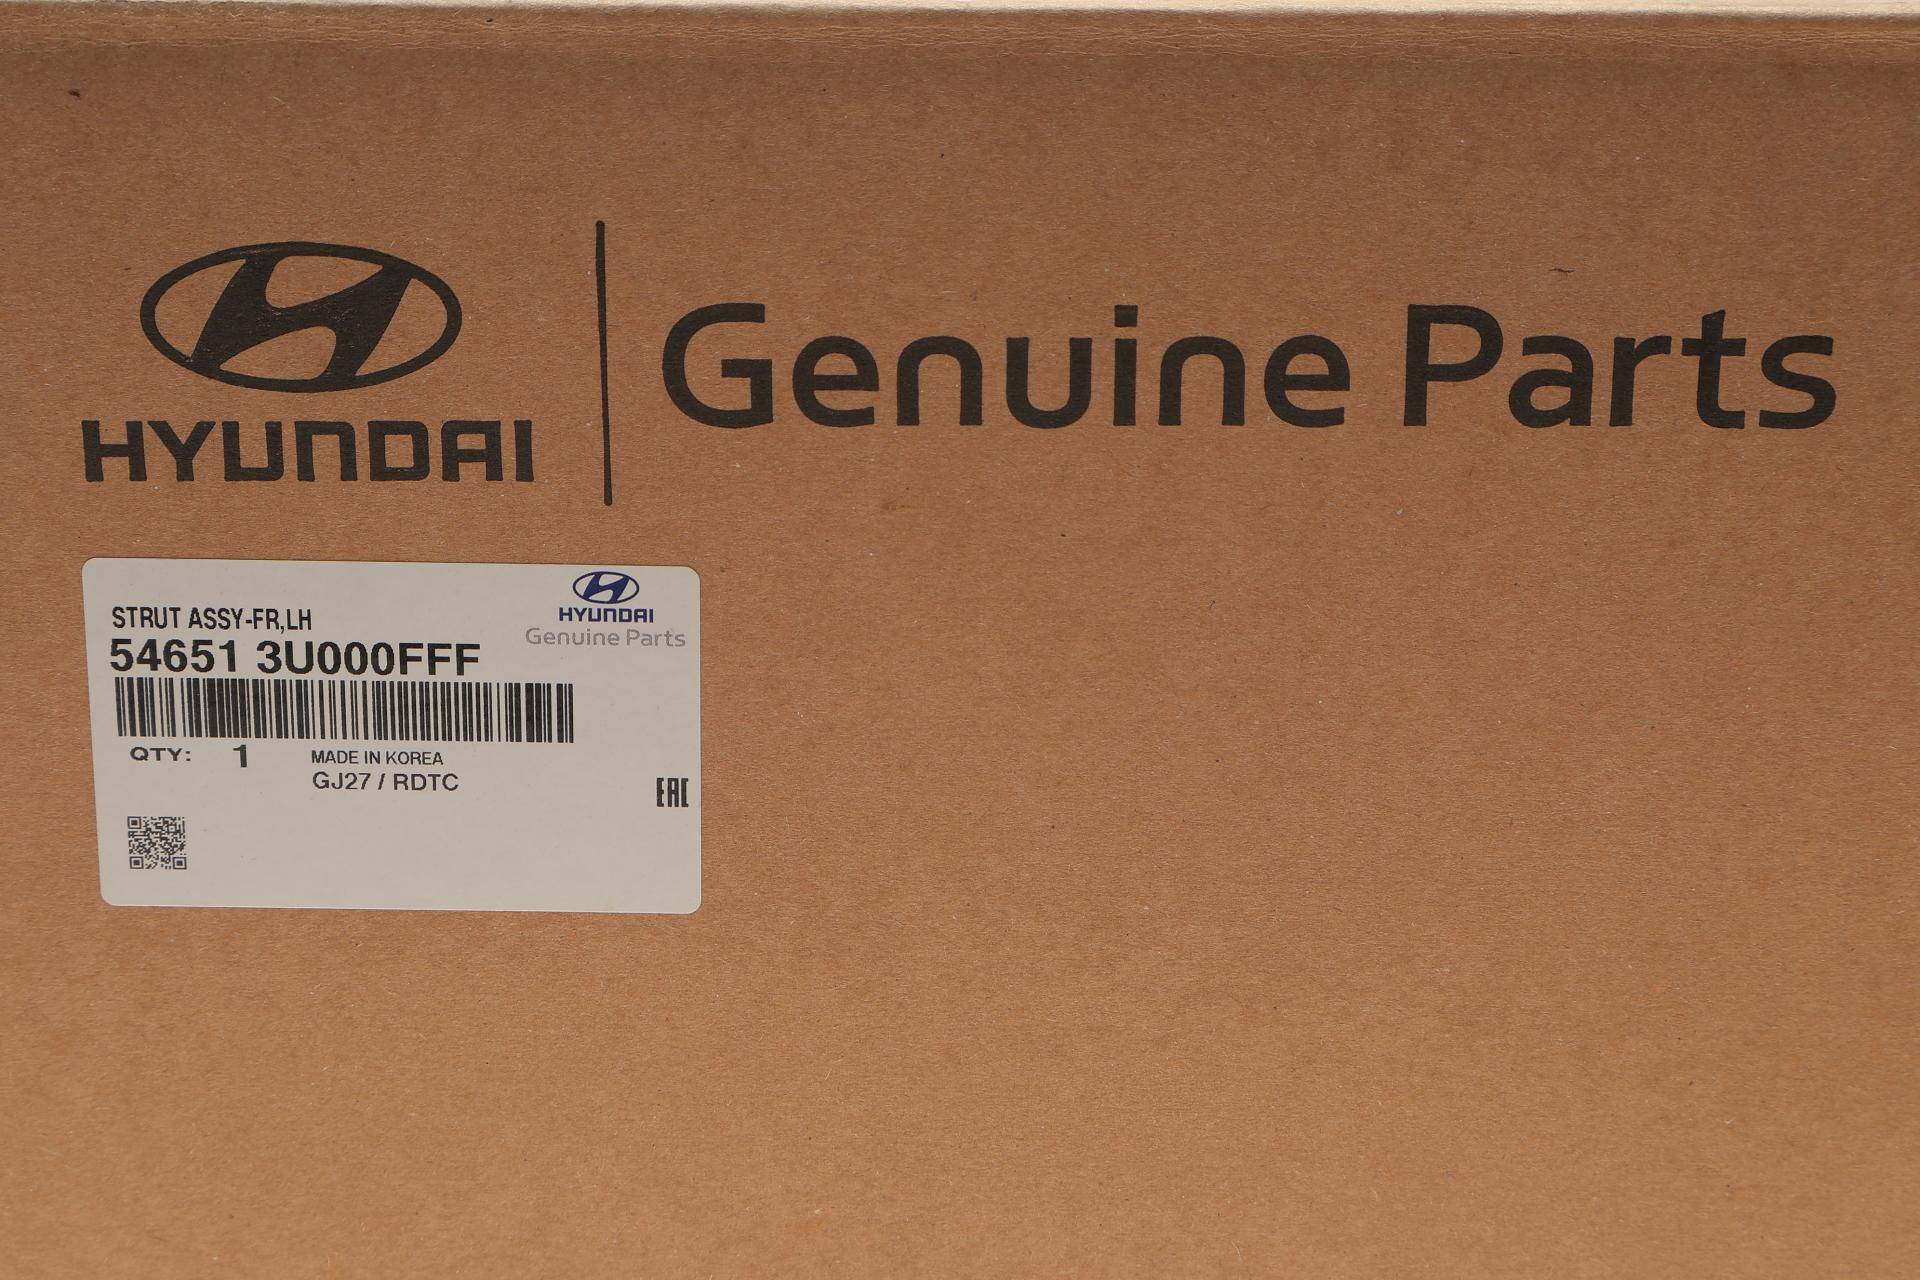 HYUNDAI
Genuine Parts
HYUNDAI
Genuine Parts
STRUT ASSY-FR,LH
54651 3U000FFF
QTY: 1
MADE IN KOREA
GJ27 / RDTC
EAC